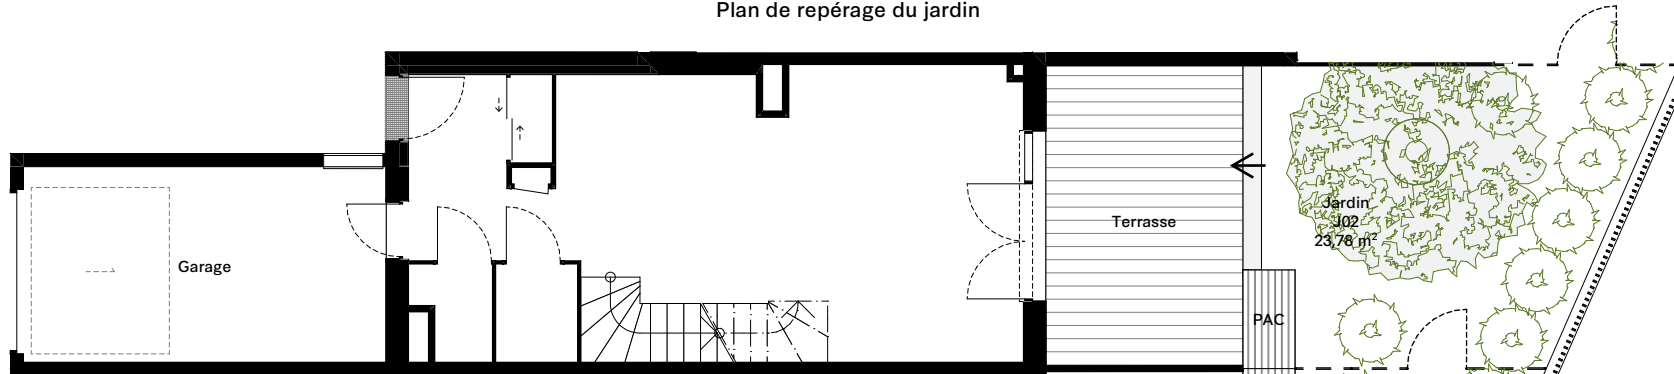 Plan de repérage du jardin
Garage
Terrasse
Jardin
J02
23,78 m²
PAC